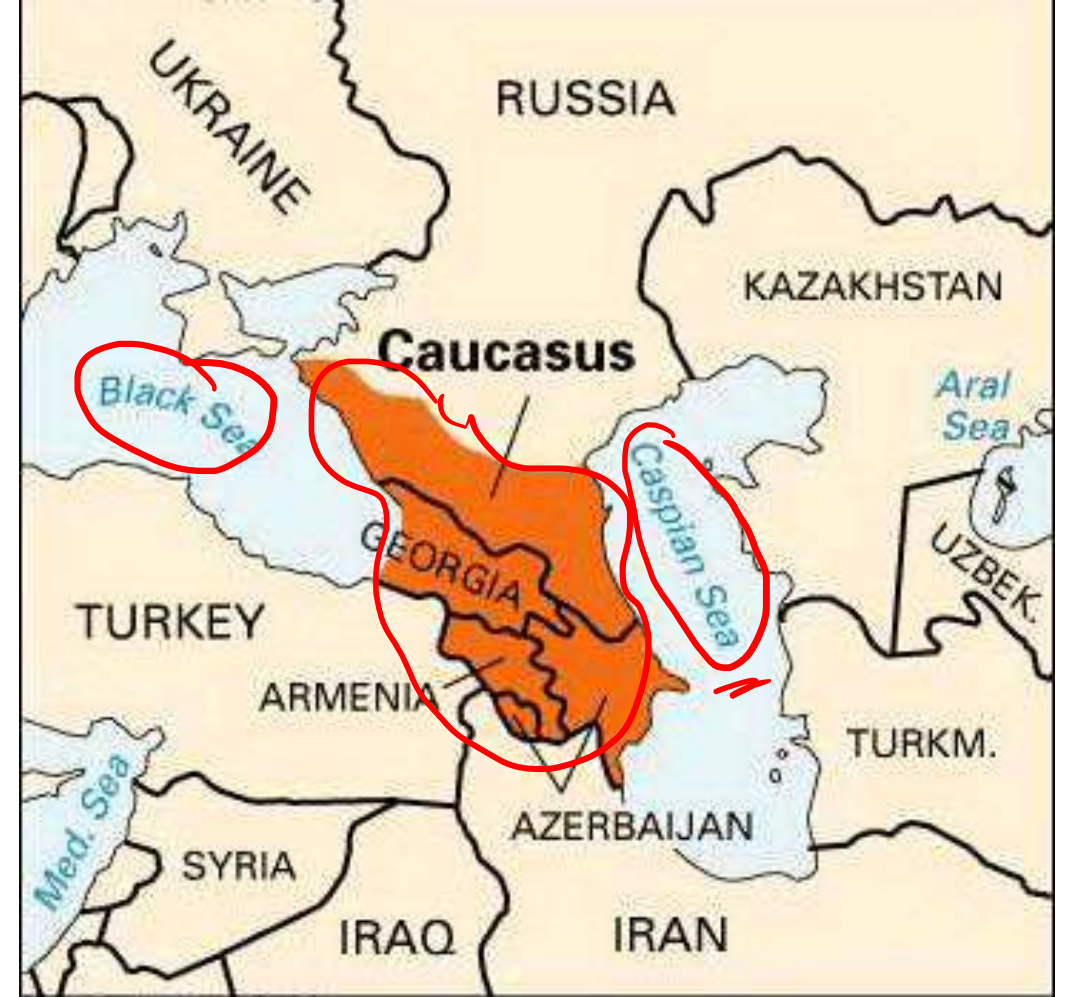 UKRAINE
RUSSIA
KAZAKHSTAN
Caucasus
Black Sea
Aral
Sea
Caspian Sea
GEORGIA
UZBEK.
TURKEY
ARMENIA
TURKM.
Med. Sea
AZERBAIJAN
SYRIA
IRAQ
IRAN